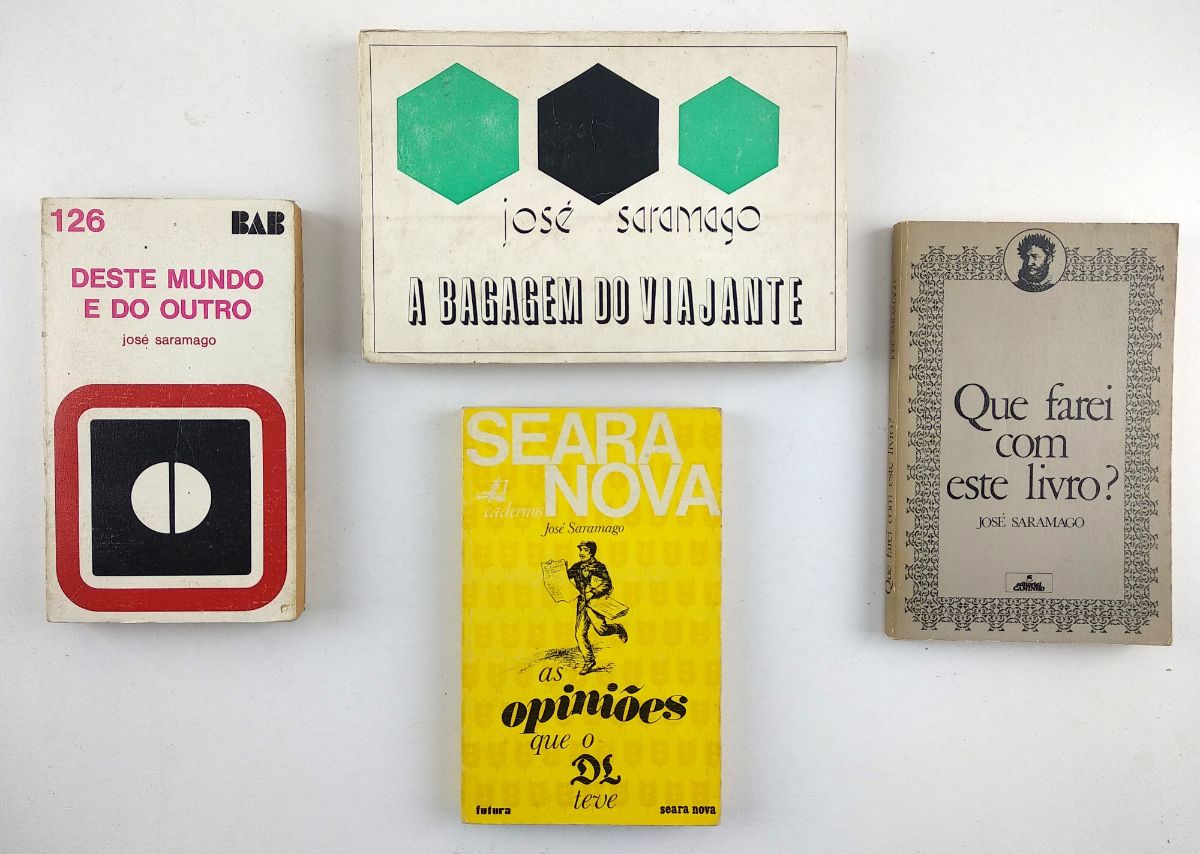 126
BAB
DESTE MUNDO
E DO OUTRO
josé saramago
josé saramago
A BAGAGEM DO VIAJANTE
SEARA
NOVA
cadernos
José Saramago
as
opiniões
que o
DL
teve
futura
seara nova
Que farei
com
este livro?
JOSÉ SARAMAGO
editorial
CAMINHO
Que farei com este livro?
JOSÉ SARAMAGO